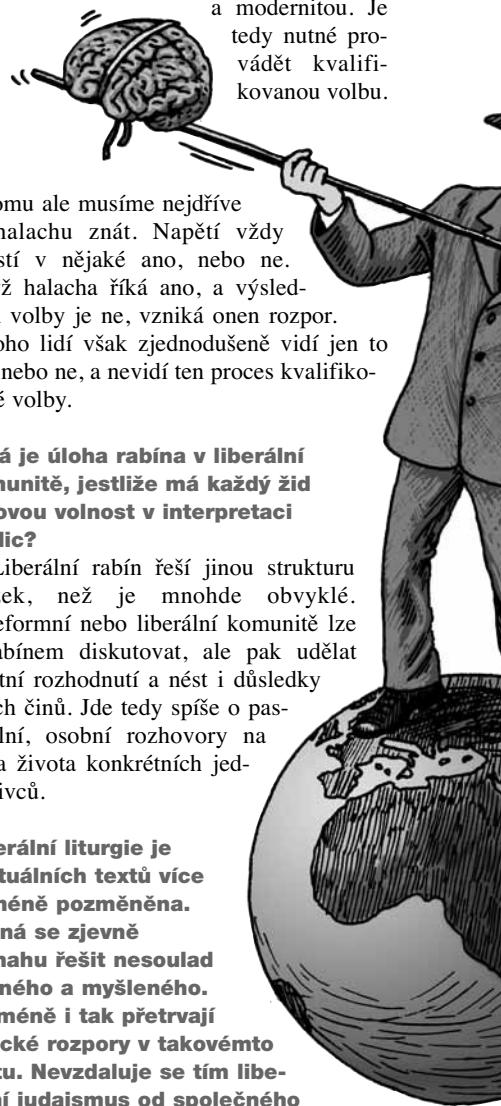 a modernitou. Je
tedy nutné pro-
vádět kvalifi-
kovanou volbu.
omu ale musíme nejdříve
halachu znát. Napětí vždy
stí v nějaké ano, nebo ne.
yž halacha říká ano, a výsled-
volby je ne, vzniká onen rozpor.
oho lidí však zjednodušeně vidí jen to
nebo ne, a nevidí ten proces kvalifiko-
é volby.
á je úloha rabína v liberální
munitě, jestliže má každý žid
ovou volnost v interpretaci
dic?
Liberální rabín řeší jinou strukturu
zek, než je mnohde obvyklé.
eformní nebo liberální komunitě lze
abínem diskutovat, ale pak udělat
tní rozhodnutí a nést i důsledky
ch činů. Jde tedy spíše o pas-
lní, osobní rozhovory na
a života konkrétních jed-
ivců.
erální liturgie je
tuálních textů více
méně pozměněna.
ná se zjevně
nahu řešit nesoulad
ného a myšleného.
méně i tak přetrvají
ické rozpory v takovémto
tu. Nevzdaluje se tím libe-
ní judaismus od společného